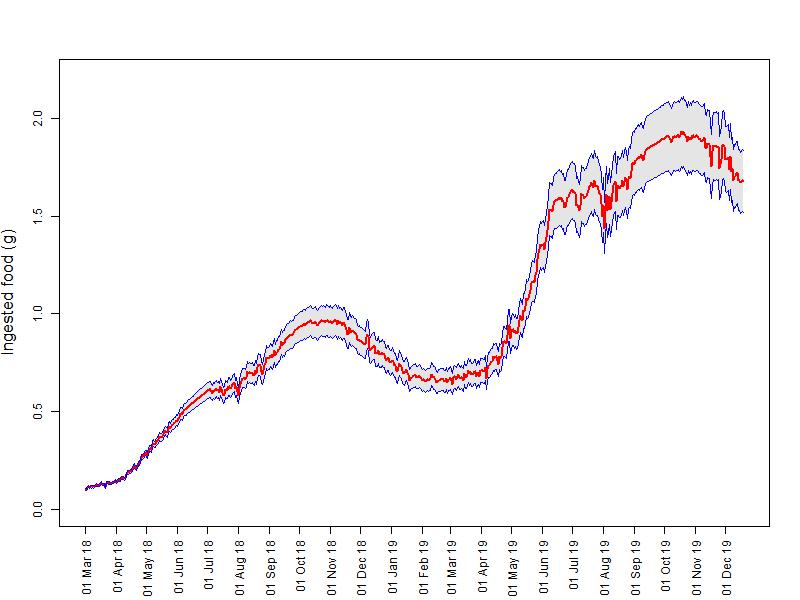 Ingested food (g)
2.0
1.5
1.0
0.5
0.0
01 Mar 18
01 Apr 18
01 May 18
01 Jun 18
01 Jul 18
01 Aug 18
01 Sep 18
01 Oct 18
01 Nov 18
01 Dec 18
01 Jan 19
01 Feb 19
01 Mar 19
01 Apr 19
01 May 19
01 Jun 19
01 Jul 19
01 Aug 19
01 Sep 19
01 Oct 19
01 Nov 19
01 Dec 19